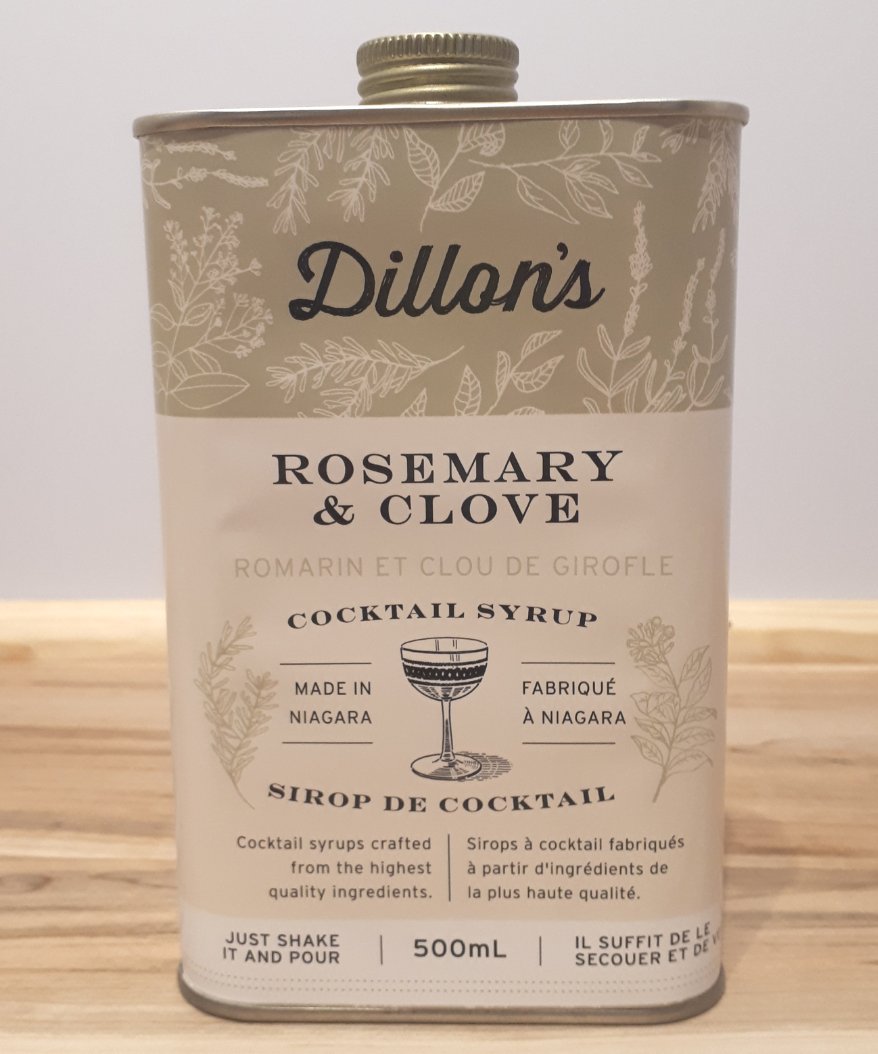 Dillon's
ROSEMARY
& CLOVE
ROMARIN ET CLOU DE GIROFLE
COCKTAIL SYRUP
MADE IN
NIAGARA
FABRIQUÉ
À NIAGARA
SIROP DE COCKTAIL
Cocktail syrups crafted
from the highest
quality ingredients.
Sirops à cocktail fabriqués
à partir d'ingrédients de
la plus haute qualité.
JUST SHAKE
IT AND POUR
500mL
IL SUFFIT DE LE
SECOUER ET DE